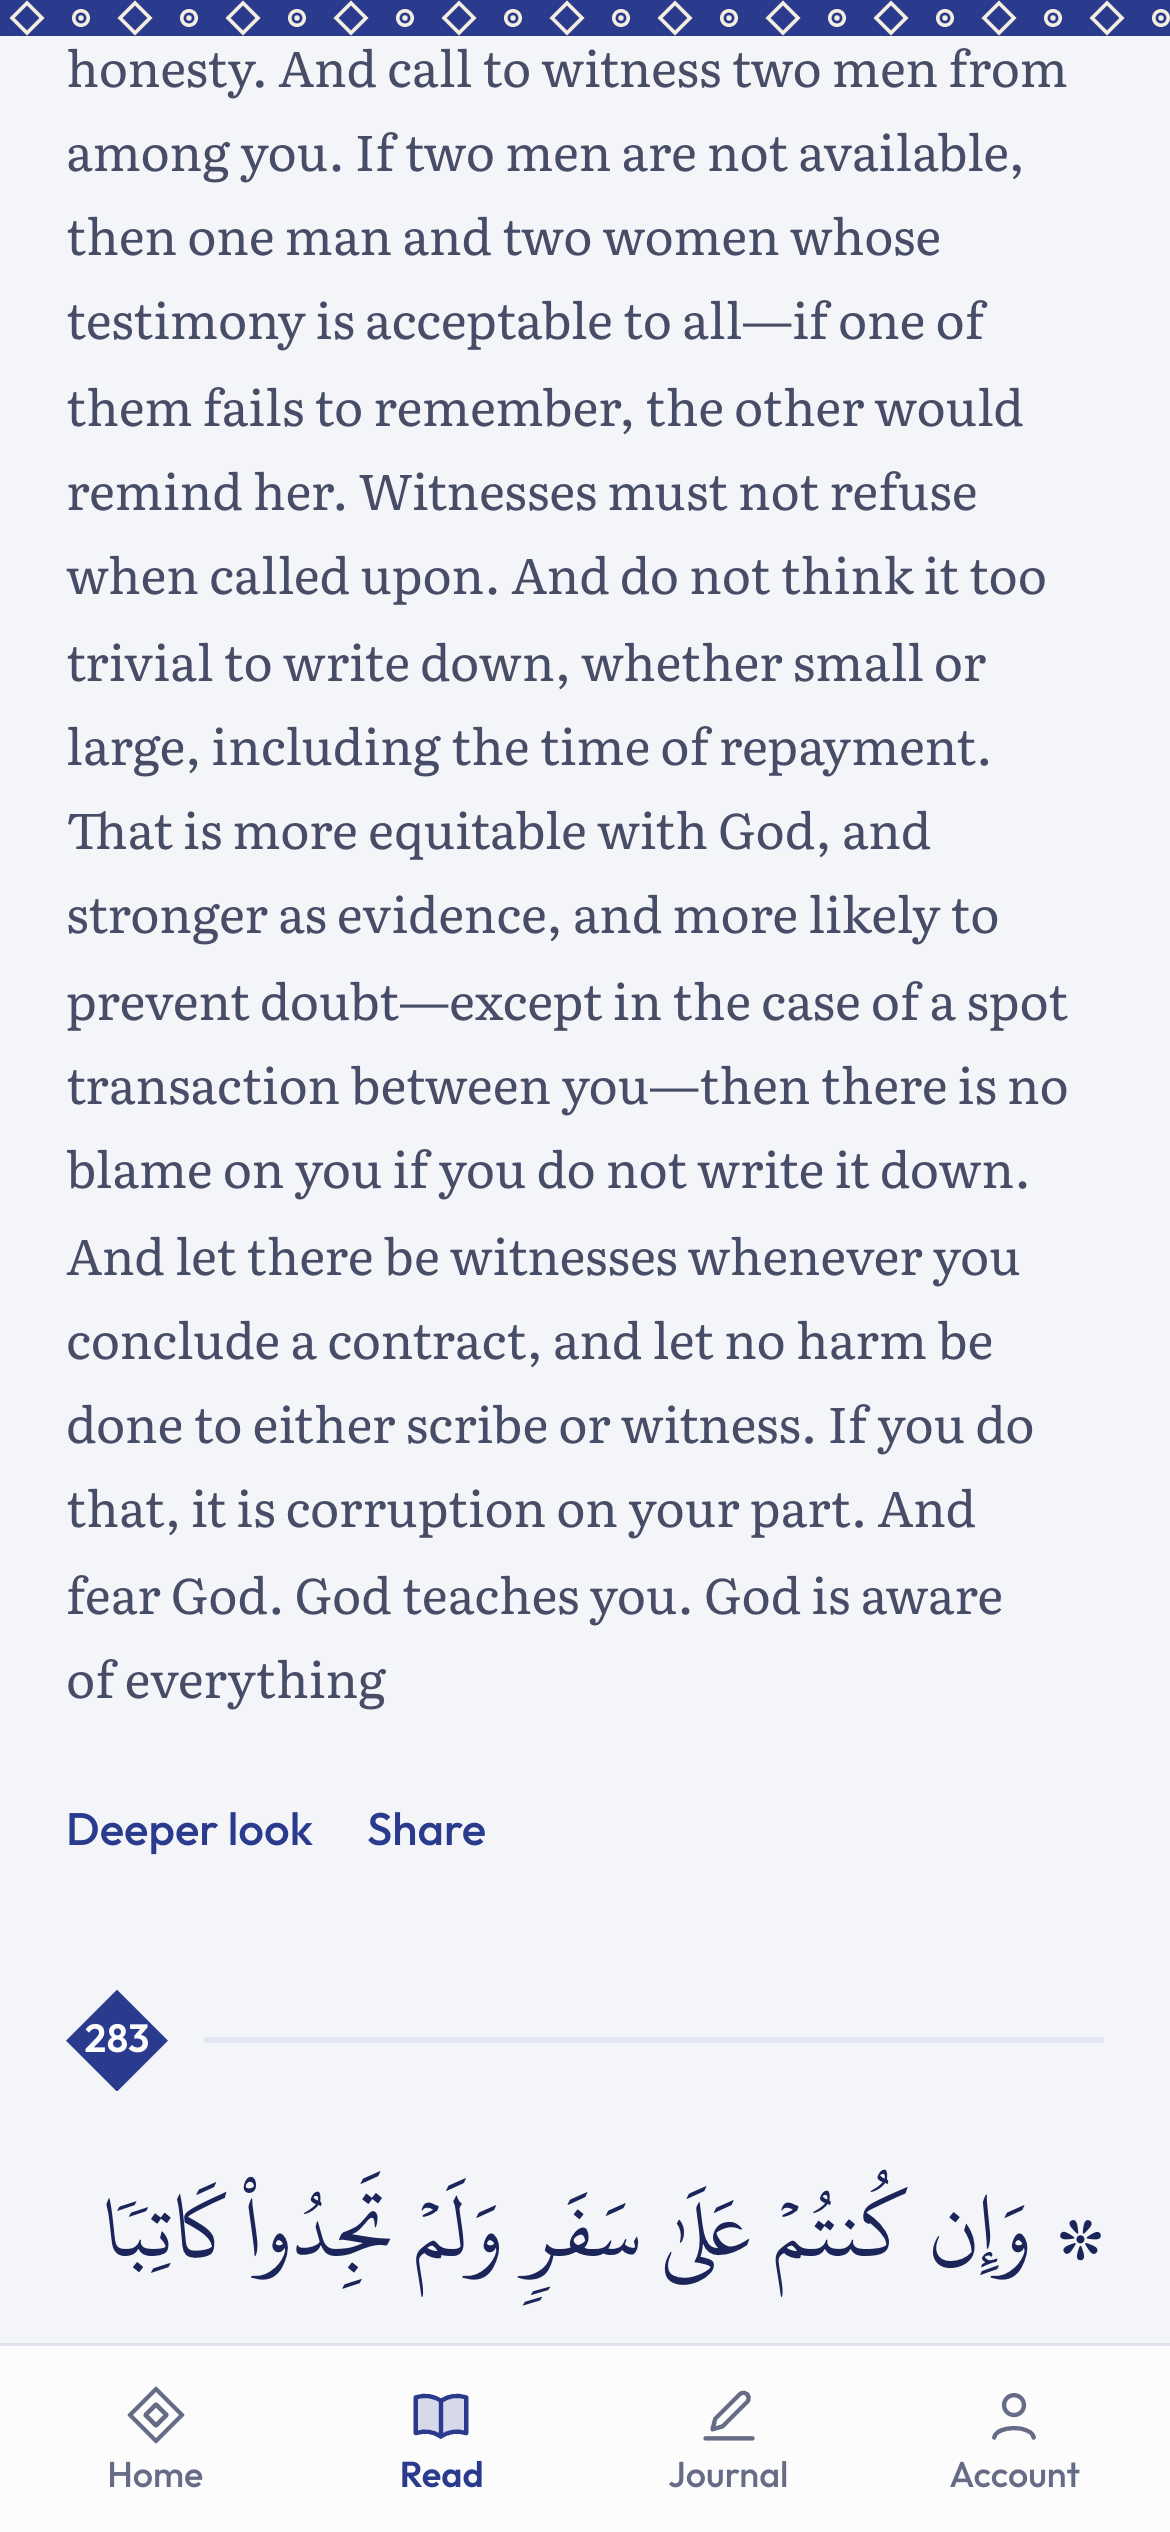 honesty. And call to witness two men from
among you. If two men are not available,
then one man and two women whose
testimony is acceptable to all—if one of
them fails to remember, the other would
remind her. Witnesses must not refuse
when called upon. And do not think it too
trivial to write down, whether small or
large, including the time of repayment.
That is more equitable with God, and
stronger as evidence, and more likely to
prevent doubt—except in the case of a spot
transaction between you—then there is no
blame on you if you do not write it down.
And let there be witnesses whenever you
conclude a contract, and let no harm be
done to either scribe or witness. If you do
that, it is corruption on your part. And
fear God. God teaches you. God is aware
of everything
Deeper look Share
283
۞ وَإِن كُنتُمۡ عَلَىٰ سَفَرٖ وَلَمۡ تَجِدُواْ كَاتِبٗا
Home Read Journal Account